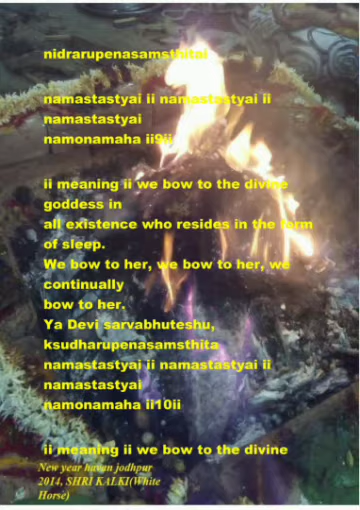 nidrarupenasamsthitai
namastastyai ii namastastyai ii
namastastyai
namonamaha ii9ii
ii meaning ii we bow to the divine
goddess in
all existence who resides in the form
of sleep.
We bow to her, we bow to her, we
continually
bow to her.
Ya Devi sarvabhuteshu,
ksudharupenasamsthita
namastastyai ii namastastyai ii
namastastyai
namonamaha ii10ii
ii meaning ii we bow to the divine
New year havan jodhpur
2014, SHRI KALKI(White
Horse)